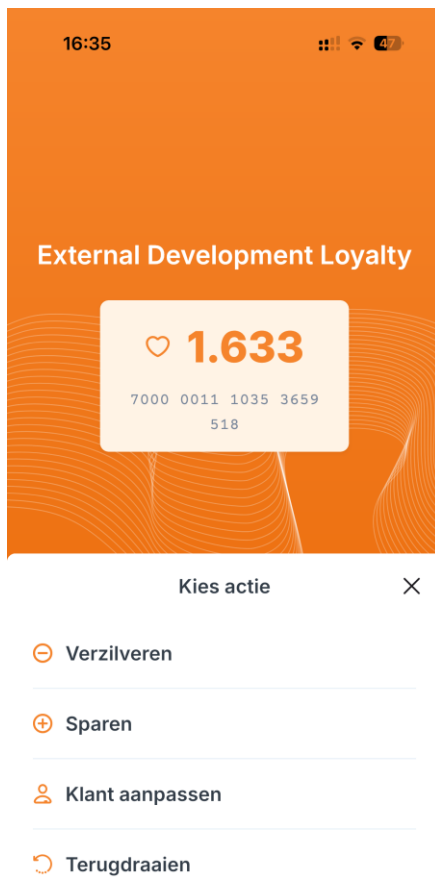 16:35
47
External Development Loyalty
1.633
7000 0011 1035 3659
518
Kies actie
Verzilveren
Sparen
Klant aanpassen
Terugdraaien